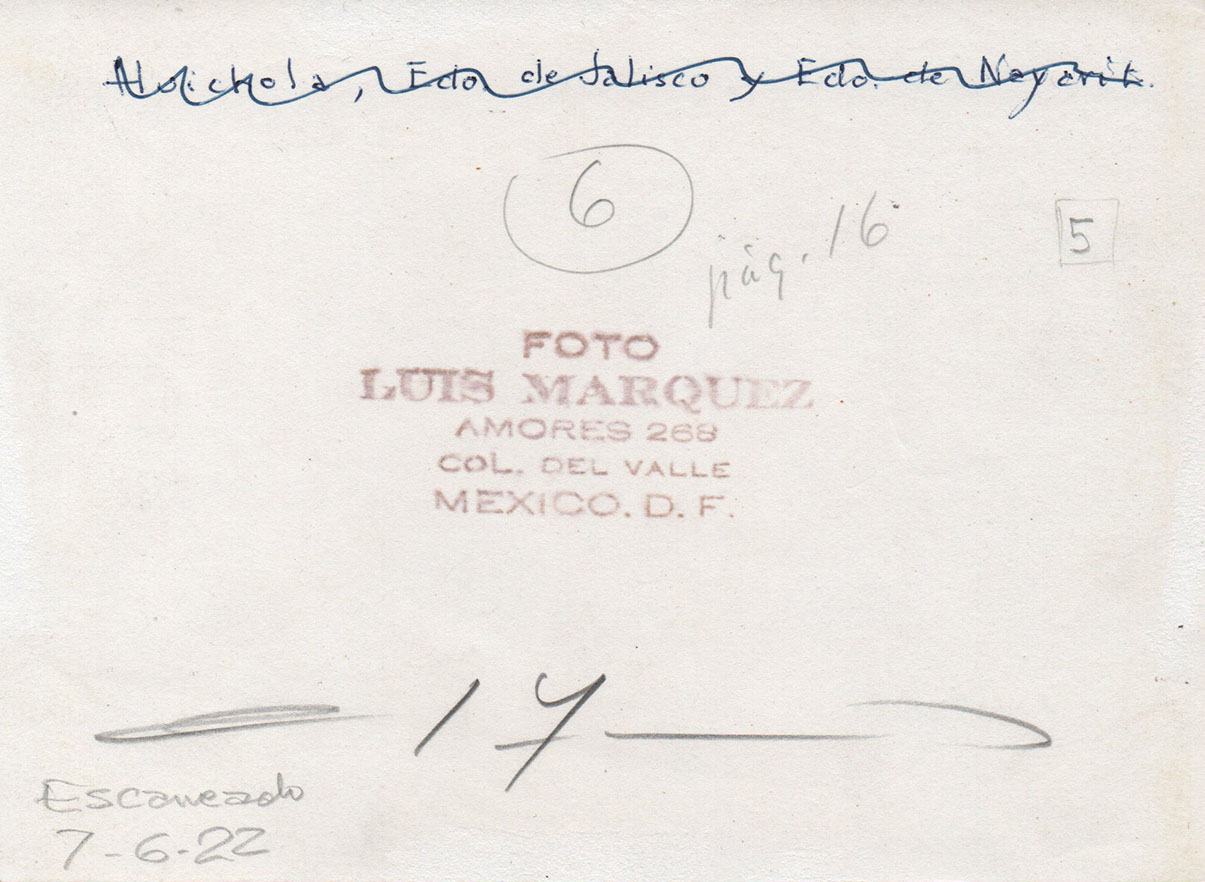 Huichola, Edo. de Jalisco y Edo. de Nayarit.
6
pág. 16
5
FOTO
LUIS MARQUEZ
AMORES 268
COL. DEL VALLE
MEXICO. D. F.
17
Escaneado
7-6-22